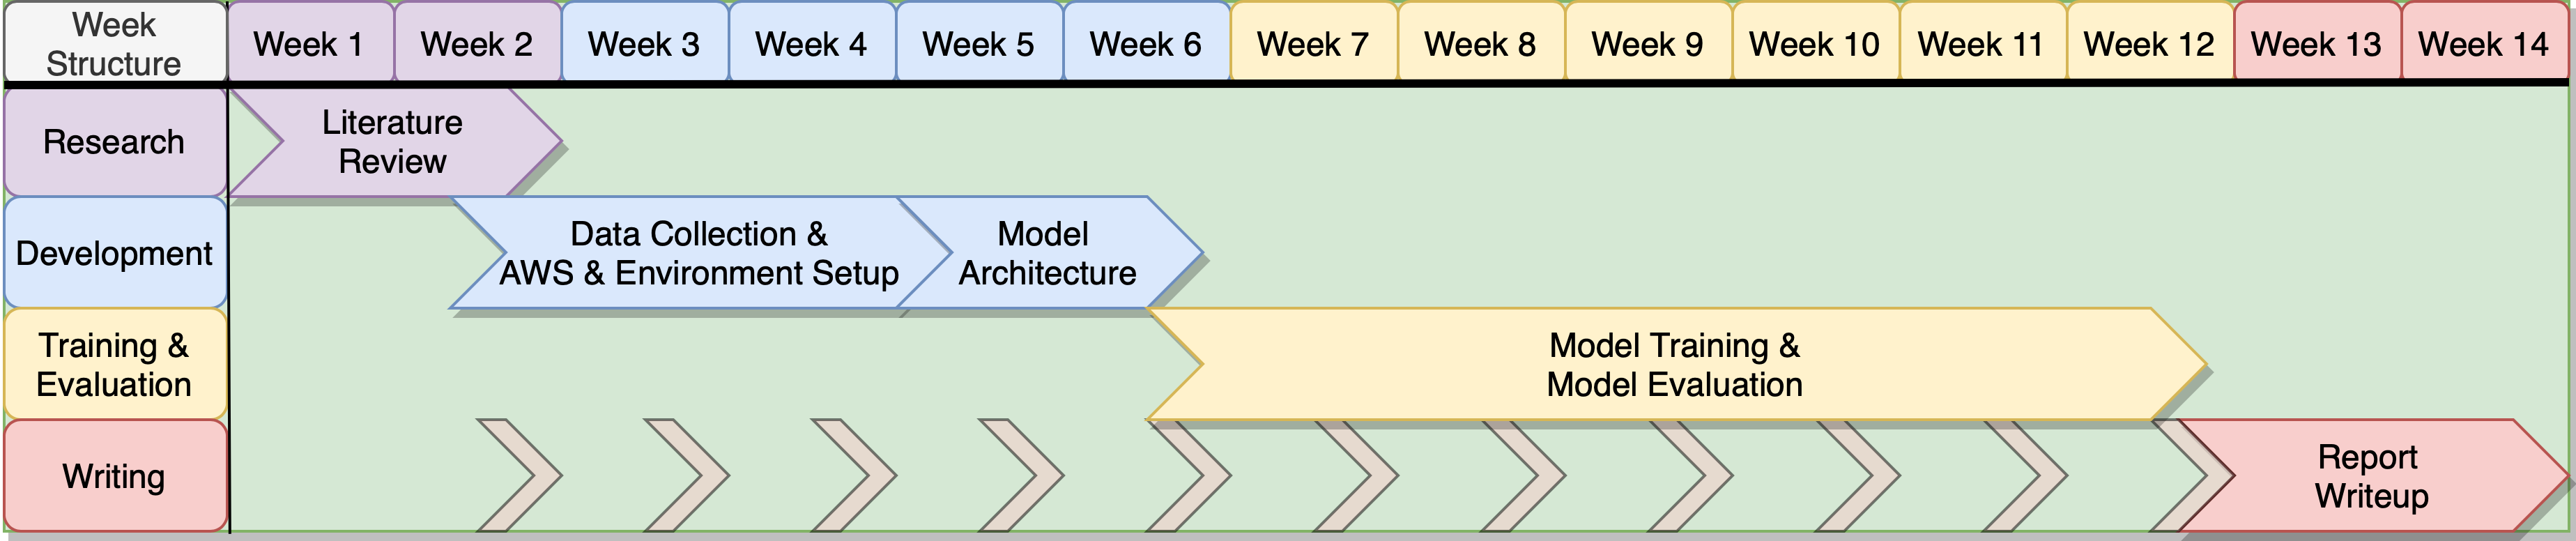 Week
Structure
Week 1
Week 2
Week 3
Week 4
Week 5
Week 6
Week 7
Week 8
Week 9
Week 10
Week 11
Week 12
Week 13
Week 14
Research
Literature
Review
Development
Data Collection &
AWS & Environment Setup
Model
Architecture
Training &
Evaluation
Model Training &
Model Evaluation
Writing
Report
Writeup